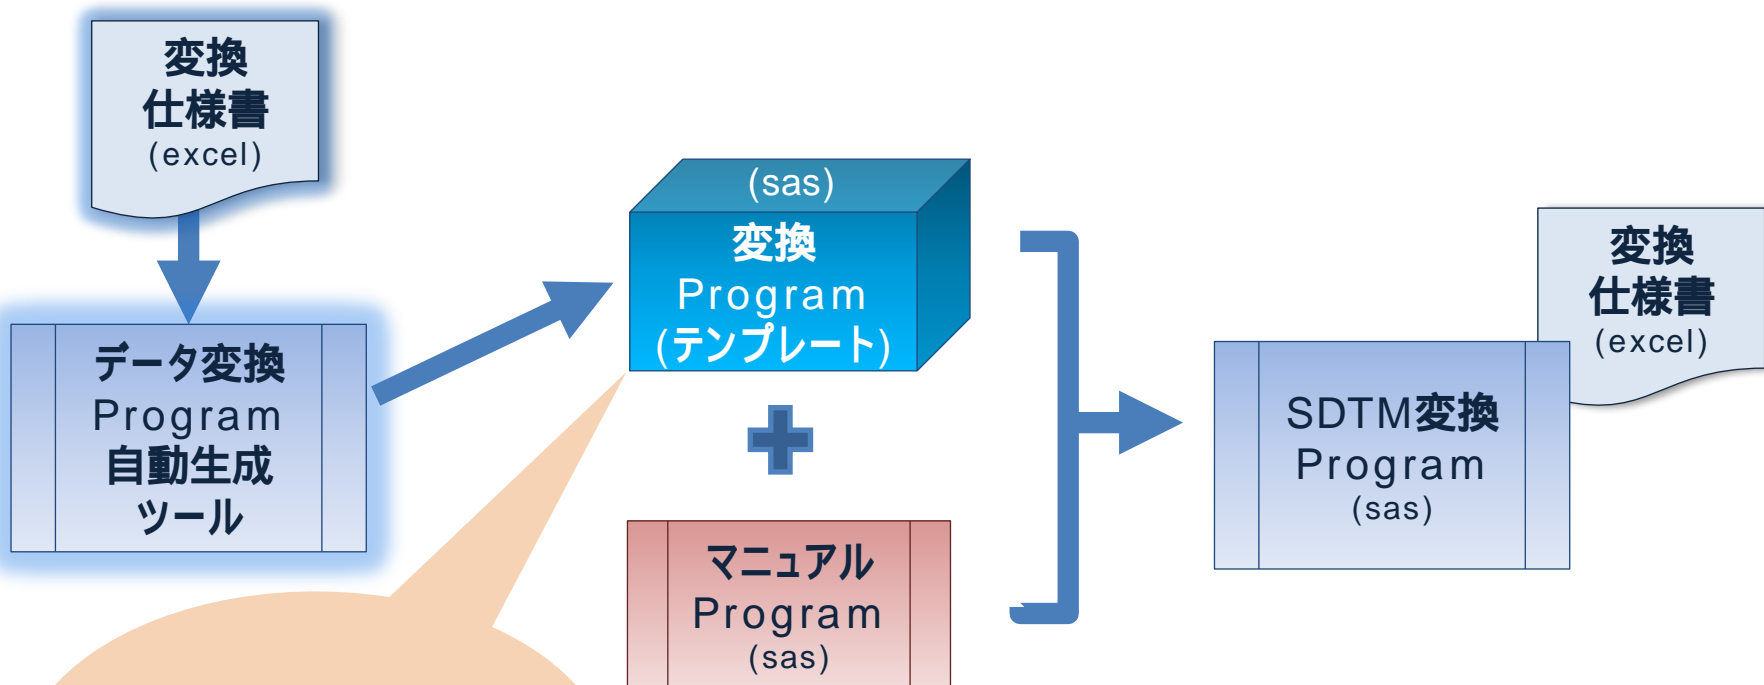 変換
仕様書
(excel)
データ変換
Program
自動生成
ツール
(sas)
変換
Program
(テンプレート)
マニュアル
Program
(sas)
SDTM変換
Program
(sas)
変換
仕様書
(excel)